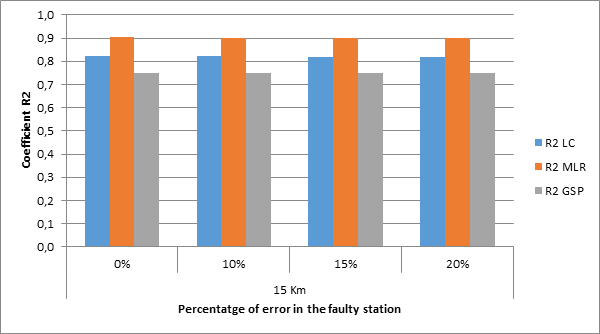 1,0
0,9
0,8
0,7
0,6
0,5
0,4
0,3
0,2
0,1
0,0
Coefficient R2
0% 10% 15% 20%
15 Km
Percentatge of error in the faulty station
R2 LC
R2 MLR
R2 GSP